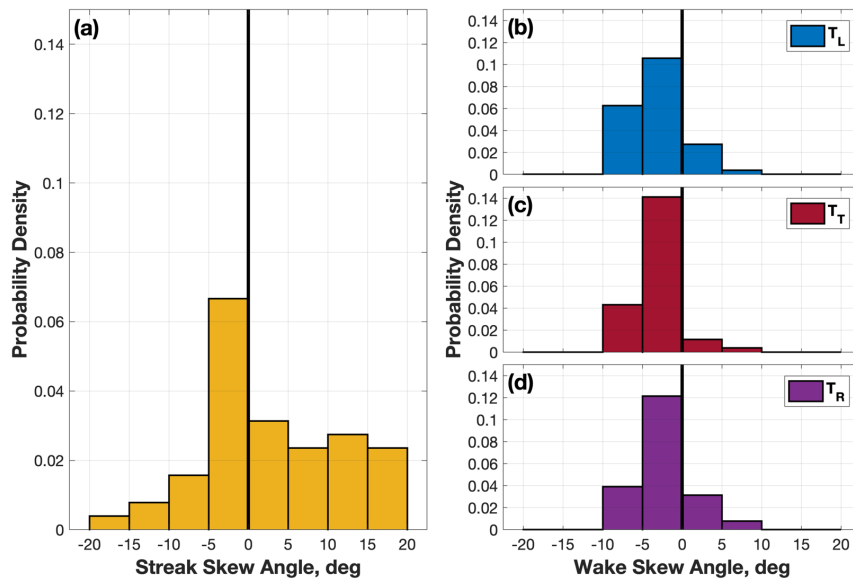 (a)
0.14
0.12
0.1
0.08
0.06
0.04
0.02
0
-20 -15 -10 -5 0 5 10 15 20
Streak Skew Angle, deg
Probability Density
(b)
T_L
0.14
0.12
0.1
0.08
0.06
0.04
0.02
0
(c)
T_T
0.14
0.12
0.1
0.08
0.06
0.04
0.02
0
(d)
T_R
0.14
0.12
0.1
0.08
0.06
0.04
0.02
0
-20 -15 -10 -5 0 5 10 15 20
Wake Skew Angle, deg
Probability Density